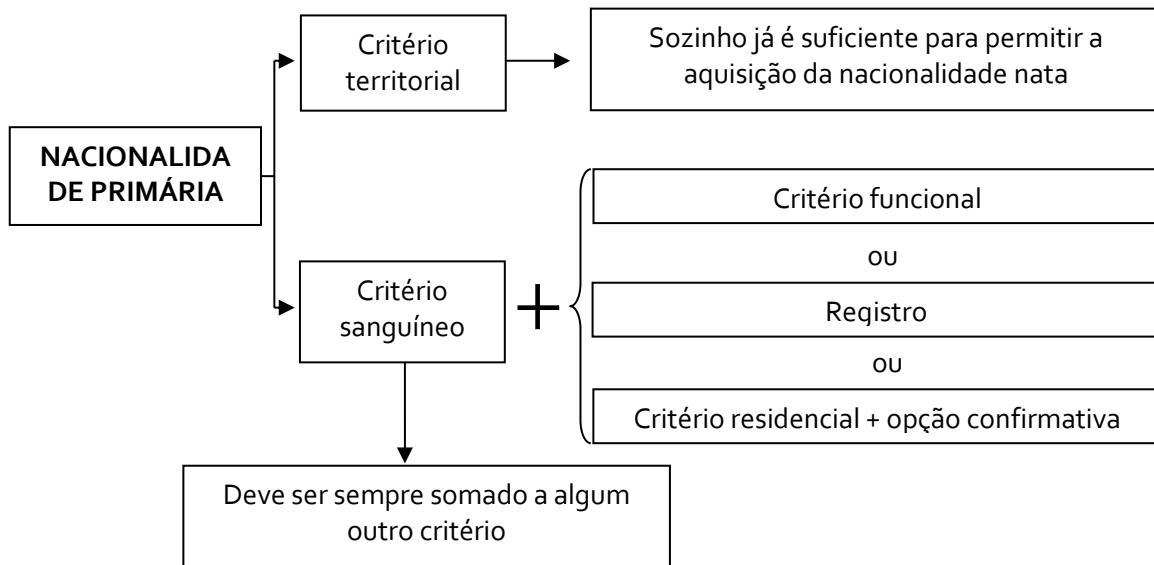 Critério
territorial
Sozinho já é suficiente para permitir a
aquisição da nacionalidade nata
NACIONALIDA
DE PRIMÁRIA
Critério funcional
ou
Critério
sanguíneo
+
Registro
ou
Critério residencial + opção confirmativa
Deve ser sempre somado a algum
outro critério